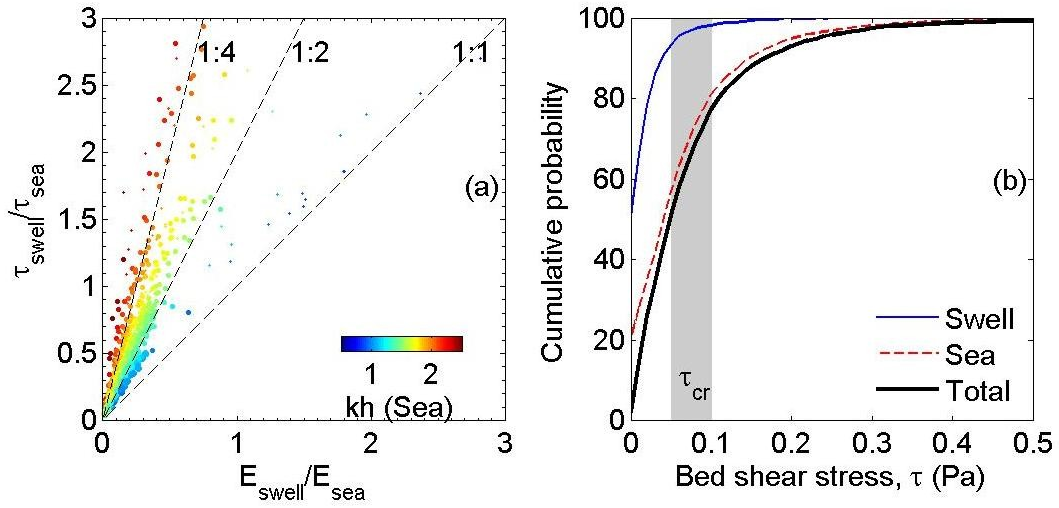 3
2.5
2
1.5
1
0.5
0
τswell/τsea
1:4
1:2
1:1
(a)
1 2
kh (Sea)
0 1 2 3
Eswell/Esea
100
80
60
40
20
0
Cumulative probability
(b)
Swell
Sea
Total
τcr
0 0.1 0.2 0.3 0.4 0.5
Bed shear stress, τ (Pa)